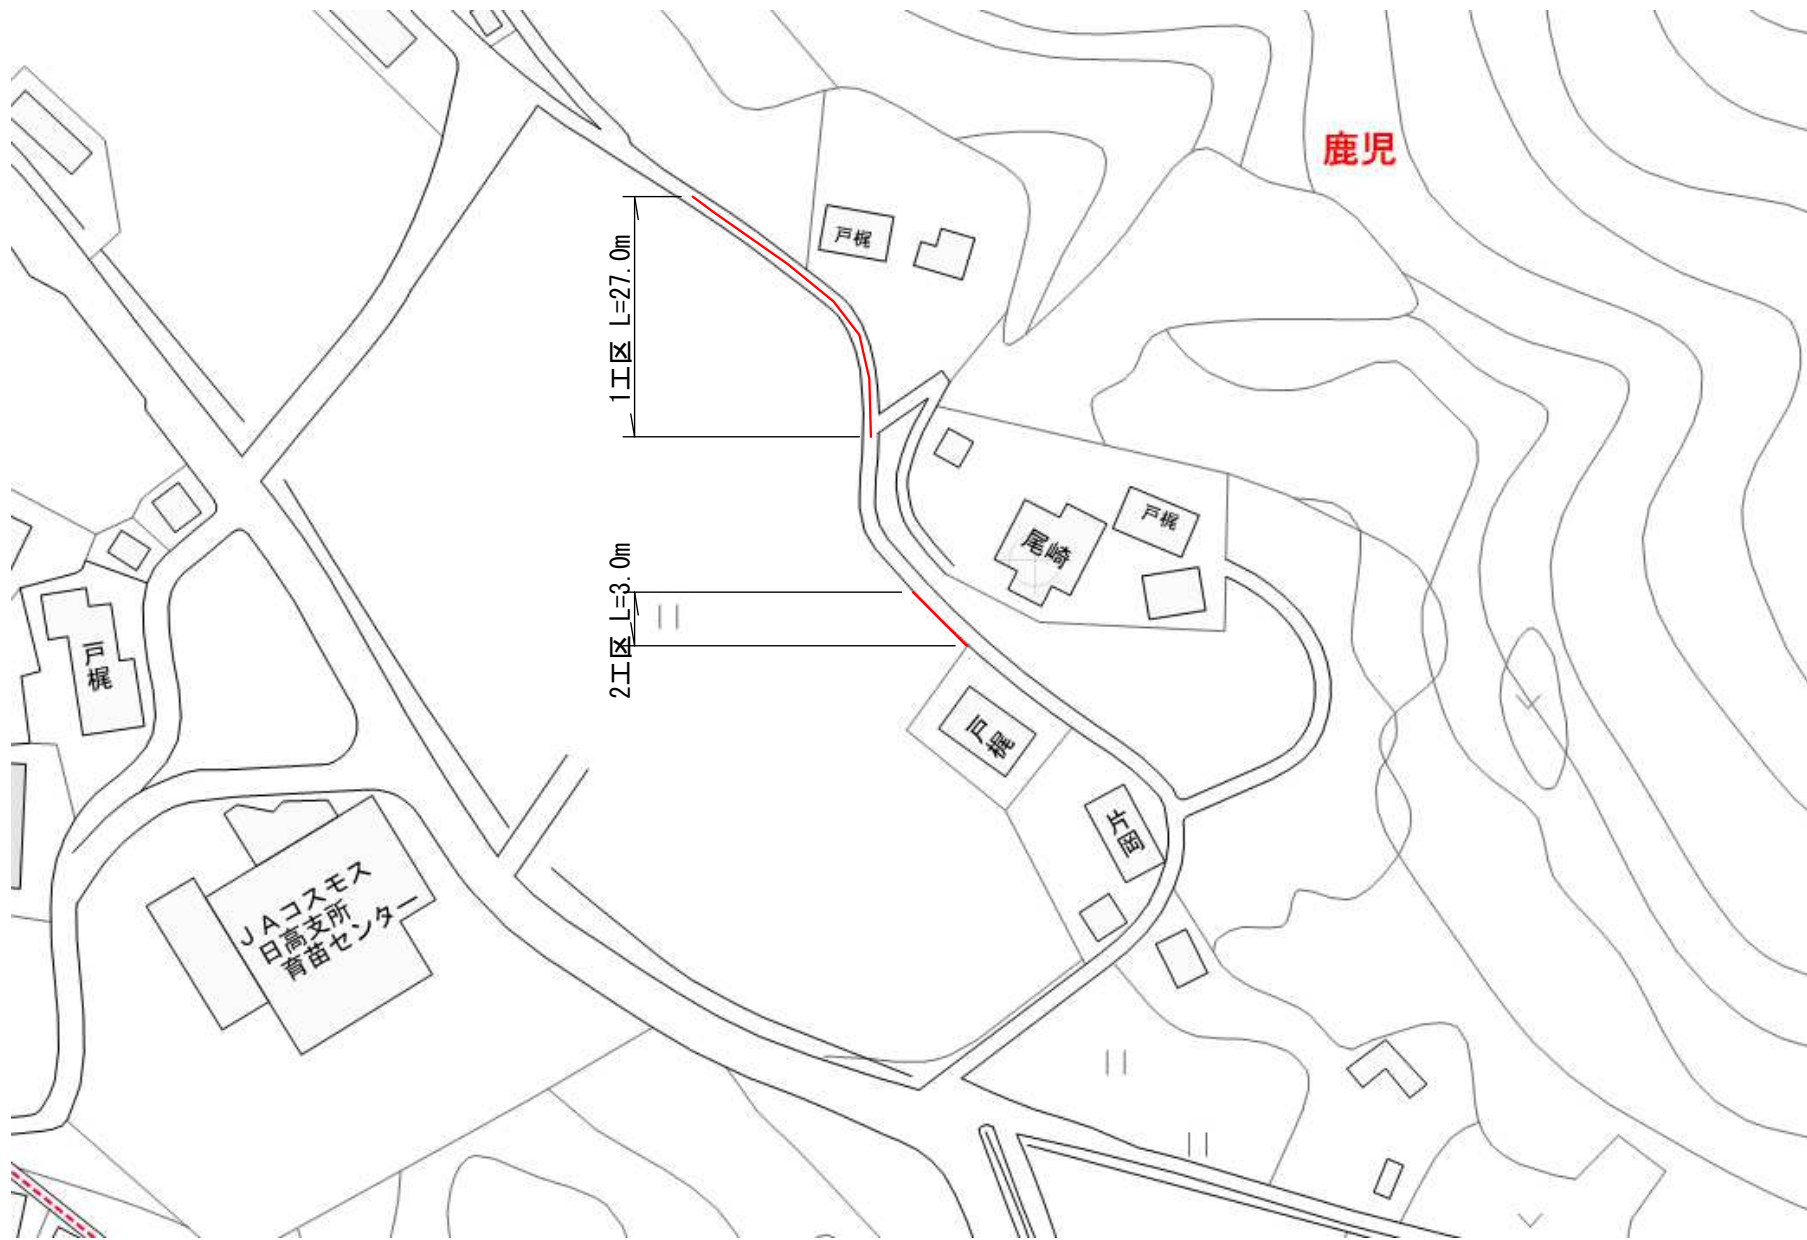 鹿児
戸梶
1工区 L=27.0m
戸梶
尾崎
2工区 L=3.0m
戸梶
戸梶
片岡
JAコスモス
日高支所
育苗センター